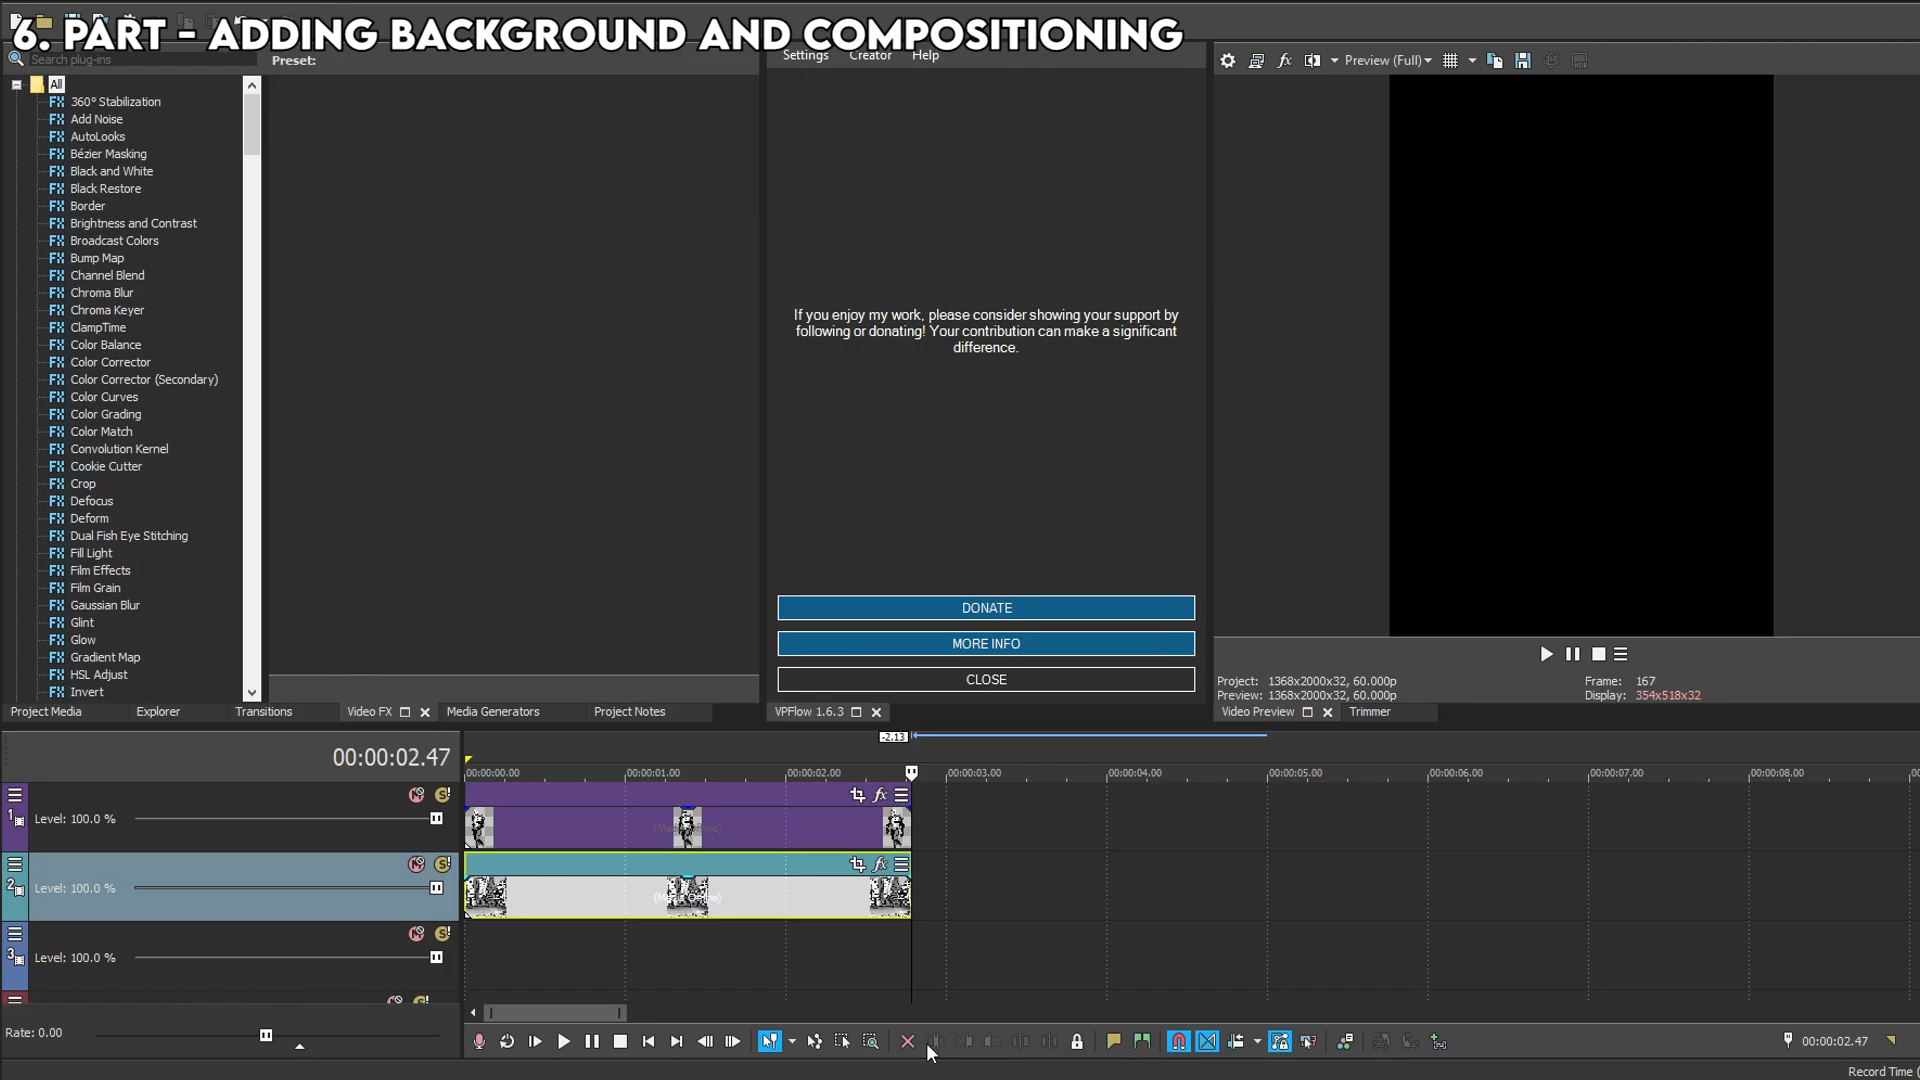 6. PART - ADDING BACKGROUND AND COMPOSITIONING
Search plug-ins
Preset:
Settings Creator Help
Preview (Full)
All
360° Stabilization
Add Noise
AutoLooks
Bézier Masking
Black and White
Black Restore
Border
Brightness and Contrast
Broadcast Colors
Bump Map
Channel Blend
Chroma Blur
Chroma Keyer
ClampTime
Color Balance
Color Corrector
Color Corrector (Secondary)
Color Curves
Color Grading
Color Match
Convolution Kernel
Cookie Cutter
Crop
Defocus
Deform
Dual Fish Eye Stitching
Fill Light
Film Effects
Film Grain
Gaussian Blur
Glint
Glow
Gradient Map
HSL Adjust
Invert
If you enjoy my work, please consider showing your support by
following or donating! Your contribution can make a significant
difference.
DONATE
MORE INFO
CLOSE
Project: 1368x2000x32, 60.000p
Frame: 167
Preview: 1368x2000x32, 60.000p
Display: 354x518x32
Project Media Explorer Transitions Video FX Media Generators Project Notes
VPFlow 1.6.3
Video Preview Trimmer
-2.13
00:00:02.47
00:00:00.00 00:00:01.00 00:00:02.00 00:00:03.00 00:00:04.00 00:00:05.00 00:00:06.00 00:00:07.00 00:00:08.00
1
Level: 100.0 %
2
Level: 100.0 %
3
Level: 100.0 %
Rate: 0.00
00:00:02.47
Record Time (